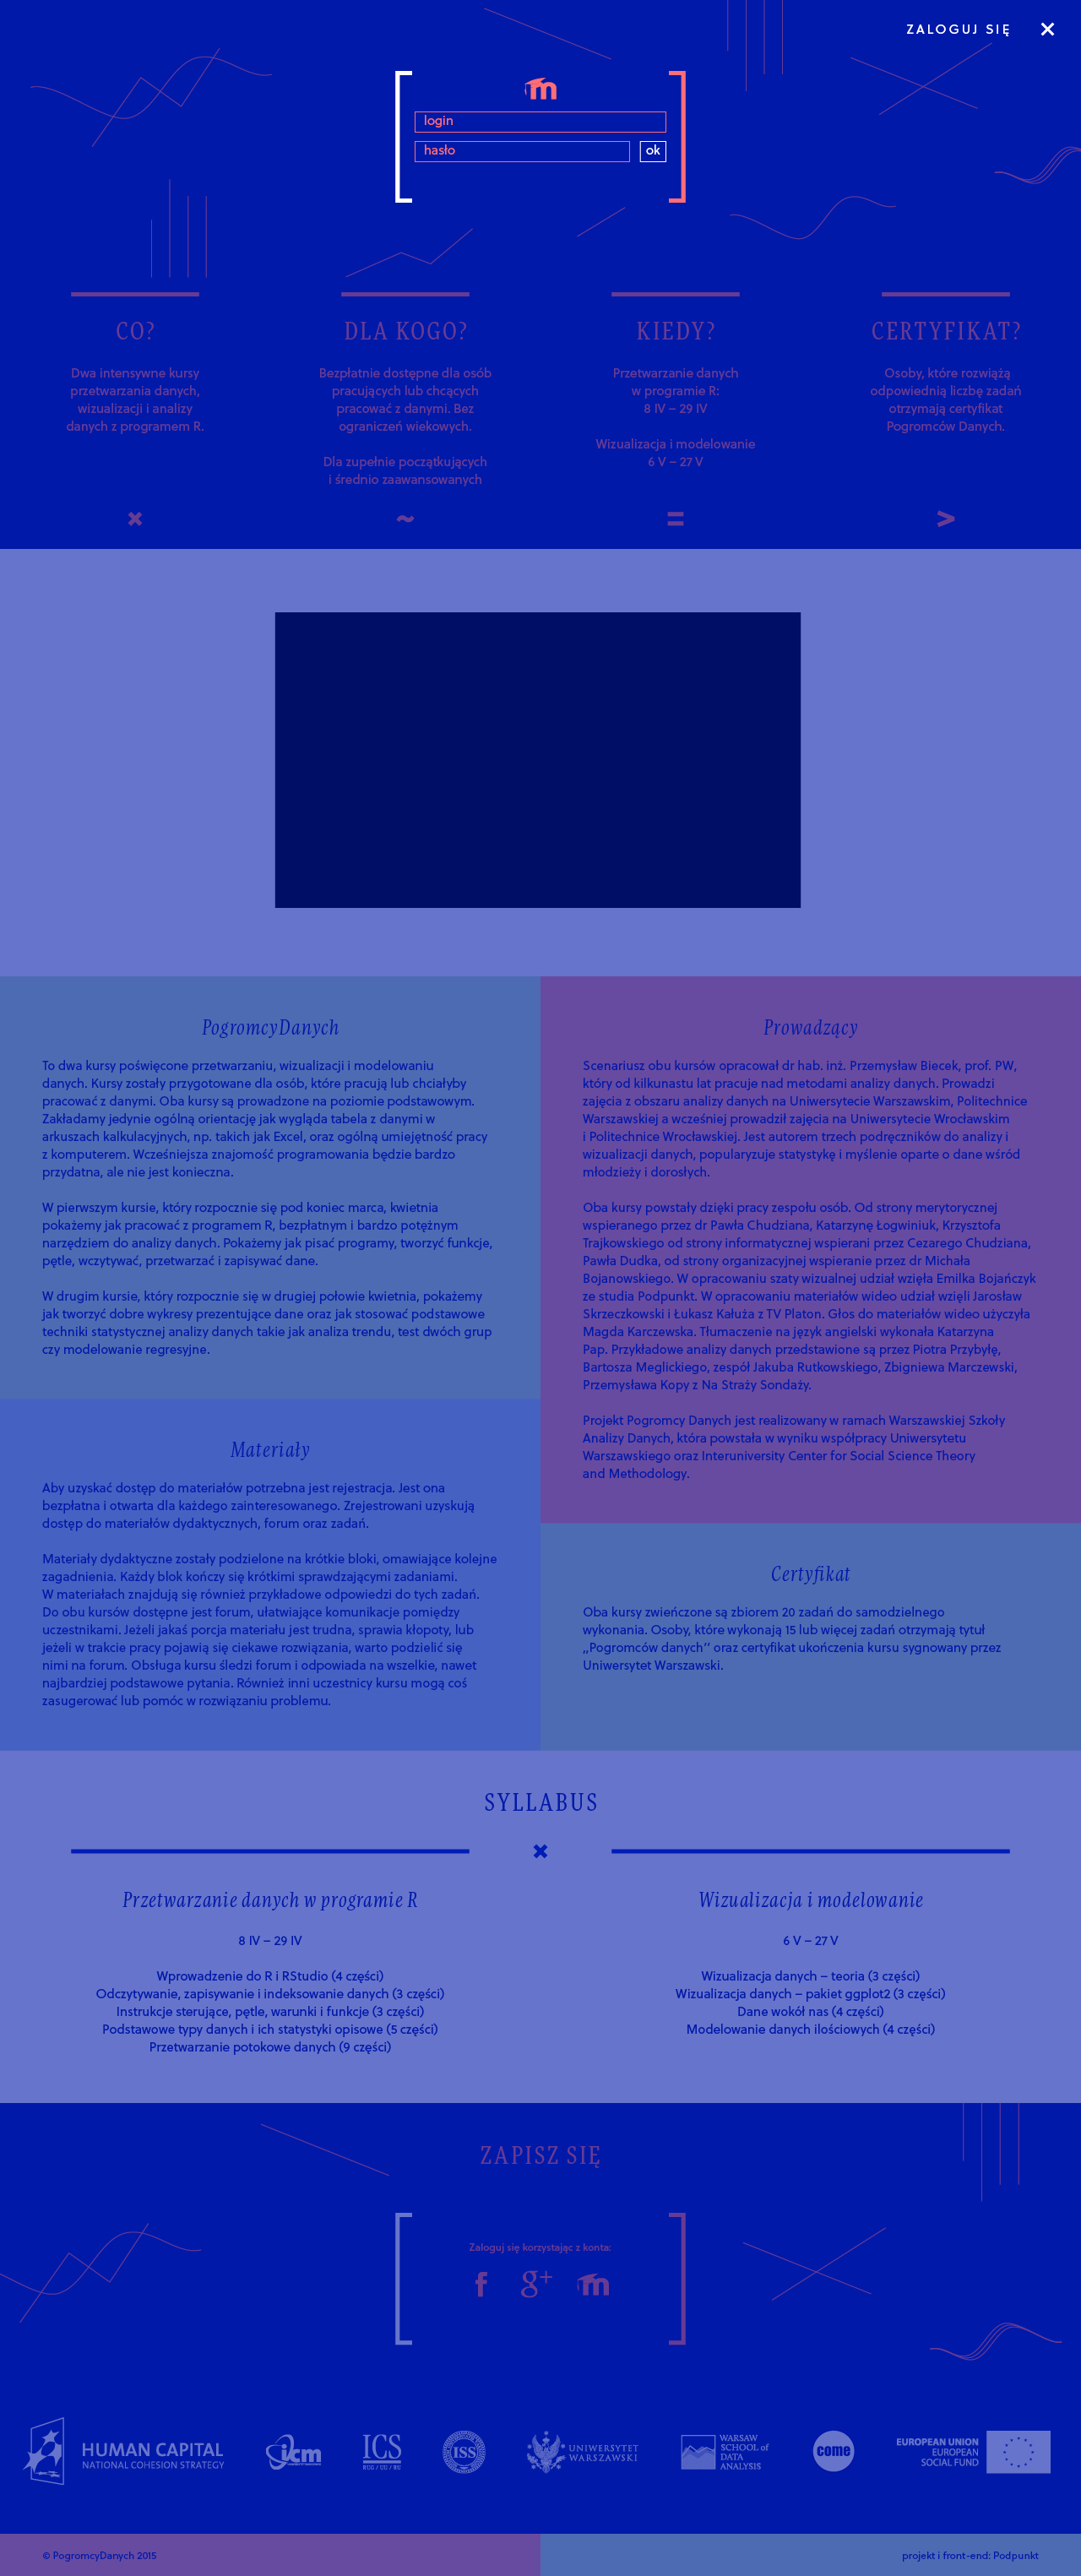 ZALOGUJ SIĘ ×
m
login
hasło
ok
CO?
Dwa intensywne kursy
przetwarzania danych,
wizualizacji i analizy
danych z programem R.
×
DLA KOGO?
Bezpłatnie dostępne dla osób
pracujących lub chcących
pracować z danymi. Bez
ograniczeń wiekowych.
Dla zupełnie początkujących
i średnio zaawansowanych
~
KIEDY?
Przetwarzanie danych
w programie R:
8 IV – 29 IV
Wizualizacja i modelowanie
6 V – 27 V
=
CERTYFIKAT?
Osoby, które rozwiążą
odpowiednią liczbę zadań
otrzymają certyfikat
Pogromców Danych.
>
PogromcyDanych
To dwa kursy poświęcone przetwarzaniu, wizualizacji i modelowaniu
danych. Kursy zostały przygotowane dla osób, które pracują lub chciałyby
pracować z danymi. Oba kursy są prowadzone na poziomie podstawowym.
Zakładamy jedynie ogólną orientację jak wygląda tabela z danymi w
arkuszach kalkulacyjnych, np. takich jak Excel, oraz ogólną umiejętność pracy
z komputerem. Wcześniejsza znajomość programowania będzie bardzo
przydatna, ale nie jest konieczna.
W pierwszym kursie, który rozpocznie się pod koniec marca, kwietnia
pokażemy jak pracować z programem R, bezpłatnym i bardzo potężnym
narzędziem do analizy danych. Pokażemy jak pisać programy, tworzyć funkcje,
pętle, wczytywać, przetwarzać i zapisywać dane.
W drugim kursie, który rozpocznie się w drugiej połowie kwietnia, pokażemy
jak tworzyć dobre wykresy prezentujące dane oraz jak stosować podstawowe
techniki statystycznej analizy danych takie jak analiza trendu, test dwóch grup
czy modelowanie regresyjne.
Materiały
Aby uzyskać dostęp do materiałów potrzebna jest rejestracja. Jest ona
bezpłatna i otwarta dla każdego zainteresowanego. Zrejestrowani uzyskują
dostęp do materiałów dydaktycznych, forum oraz zadań.
Materiały dydaktyczne zostały podzielone na krótkie bloki, omawiające kolejne
zagadnienia. Każdy blok kończy się krótkimi sprawdzającymi zadaniami.
W materiałach znajdują się również przykładowe odpowiedzi do tych zadań.
Do obu kursów dostępne jest forum, ułatwiające komunikacje pomiędzy
uczestnikami. Jeżeli jakaś porcja materiału jest trudna, sprawia kłopoty, lub
jeżeli w trakcie pracy pojawią się ciekawe rozwiązania, warto podzielić się
nimi na forum. Obsługa kursu śledzi forum i odpowiada na wszelkie, nawet
najbardziej podstawowe pytania. Również inni uczestnicy kursu mogą coś
zasugerować lub pomóc w rozwiązaniu problemu.
Prowadzący
Scenariusz obu kursów opracował dr hab. inż. Przemysław Biecek, prof. PW,
który od kilkunastu lat pracuje nad metodami analizy danych. Prowadzi
zajęcia z obszaru analizy danych na Uniwersytecie Warszawskim, Politechnice
Warszawskiej a wcześniej prowadził zajęcia na Uniwersytecie Wrocławskim
i Politechnice Wrocławskiej. Jest autorem trzech podręczników do analizy i
wizualizacji danych, popularyzuje statystykę i myślenie oparte o dane wśród
młodzieży i dorosłych.
Oba kursy powstały dzięki pracy zespołu osób. Od strony merytorycznej
wspieranego przez dr Pawła Chudziana, Katarzynę Łogwiniuk, Krzysztofa
Trajkowskiego od strony informatycznej wspierani przez Cezarego Chudziana,
Pawła Dudka, od strony organizacyjnej wspieranie przez dr Michała
Bojanowskiego. W opracowaniu szaty wizualnej udział wzięła Emilka Bojańczyk
ze studia Podpunkt. W opracowaniu materiałów wideo udział wzięli Jarosław
Skrzeczkowski i Łukasz Kałuża z TV Platon. Głos do materiałów wideo użyczyła
Magda Karczewska. Tłumaczenie na język angielski wykonała Katarzyna
Pap. Przykładowe analizy danych przedstawione są przez Piotra Przybyłę,
Bartosza Meglickiego, zespół Jakuba Rutkowskiego, Zbigniewa Marczewski,
Przemysława Kopy z Na Straży Sondaży.
Projekt Pogromcy Danych jest realizowany w ramach Warszawskiej Szkoły
Analizy Danych, która powstała w wyniku współpracy Uniwersytetu
Warszawskiego oraz Interuniversity Center for Social Science Theory
and Methodology.
Certyfikat
Oba kursy zwieńczone są zbiorem 20 zadań do samodzielnego
wykonania. Osoby, które wykonają 15 lub więcej zadań otrzymają tytuł
,,Pogromców danych’’ oraz certyfikat ukończenia kursu sygnowany przez
Uniwersytet Warszawski.
SYLLABUS
×
Przetwarzanie danych w programie R
8 IV – 29 IV
Wprowadzenie do R i RStudio (4 części)
Odczytywanie, zapisywanie i indeksowanie danych (3 części)
Instrukcje sterujące, pętle, warunki i funkcje (3 części)
Podstawowe typy danych i ich statystyki opisowe (5 części)
Przetwarzanie potokowe danych (9 części)
Wizualizacja i modelowanie
6 V – 27 V
Wizualizacja danych – teoria (3 części)
Wizualizacja danych – pakiet ggplot2 (3 części)
Dane wokół nas (4 części)
Modelowanie danych ilościowych (4 części)
ZAPISZ SIĘ
Zaloguj się korzystając z konta:
f g+ m
HUMAN CAPITAL
NATIONAL COHESION STRATEGY
icm
ICS
ISS
UNIWERSYTET
WARSZAWSKI
WARSAW
SCHOOL of
DATA
ANALYSIS
come
EUROPEAN UNION
EUROPEAN
SOCIAL FUND
© PogromcyDanych 2015
projekt i front-end: Podpunkt